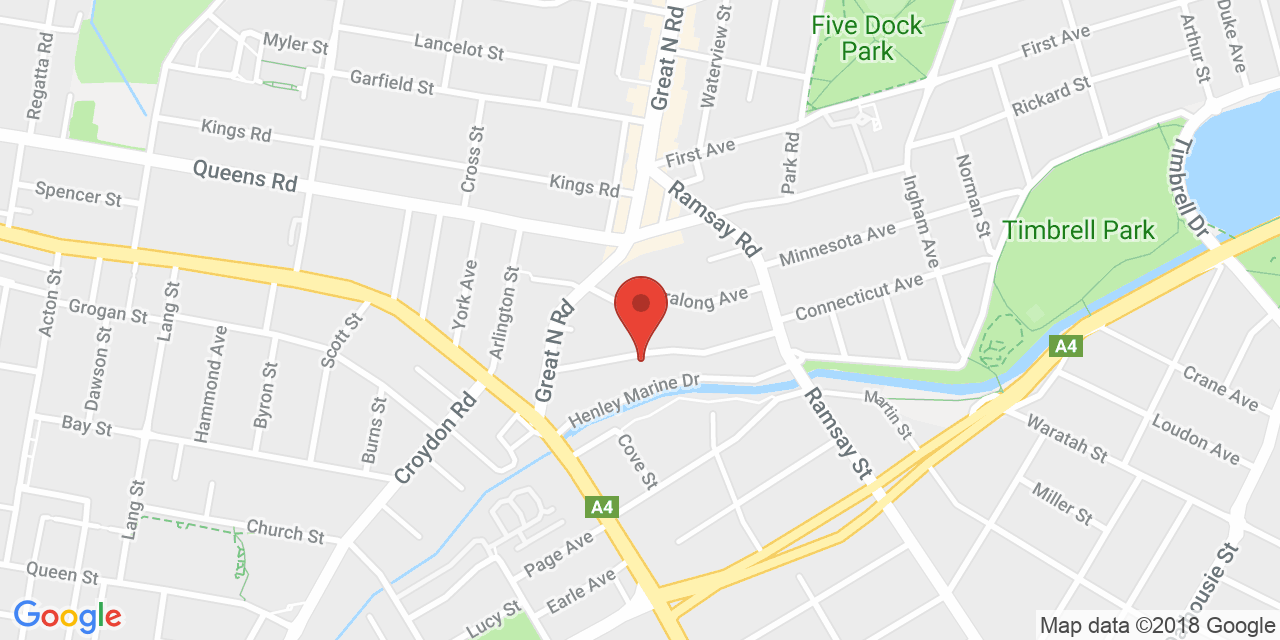 Five Dock
Park
Duke Ave
Arthur St
First Ave
Great N Rd
Waterview St
Regatta Rd
Myler St
Lancelot St
Garfield St
Rickard St
Kings Rd
Cross St
First Ave
Park Rd
Timbrell Dr
Queens Rd
Kings Rd
Ramsay Rd
Ingham Ave
Norman St
Spencer St
Minnesota Ave
Timbrell Park
Acton St
Lang St
York Ave
Arlington St
Connecticut Ave
Grogan St
Scott St
Great N Rd
Dawson St
Hammond Ave
Byron St
A4
Henley Marine Dr
Crane Ave
Bay St
Burns St
Croydon Rd
Ramsay St
Martin St
Waratah St
Loudon Ave
Cove St
Lang St
Church St
A4
Miller St
Page Ave
Queen St
Earle Ave
Lucy St
Google
Map data ©2018 Google